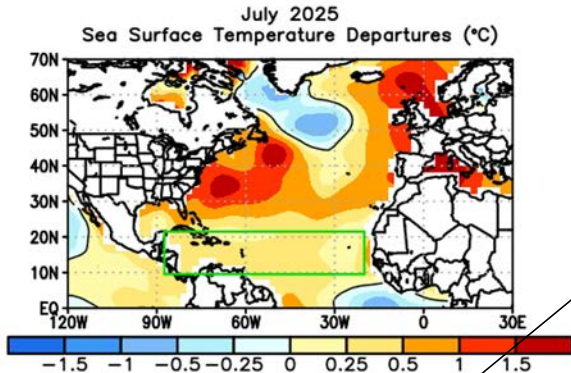 July 2025
Sea Surface Temperature Departures (°C)
70N
60N
50N
40N
30N
20N
10N
EQ
120W 90W 60W 30W 0 30E
-1.5 -1 -0.5 -0.25 0 0.25 0.5 1 1.5